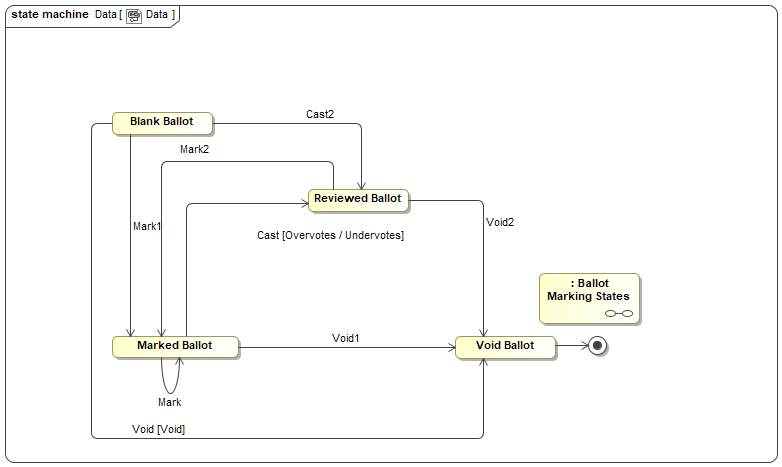 state machine Data [ Data ]
Blank Ballot
Cast2
Mark2
Reviewed Ballot
Mark1
Void2
Cast [Overvotes / Undervotes]
: Ballot
Marking States
Marked Ballot
Void1
Void Ballot
Mark
Void [Void]